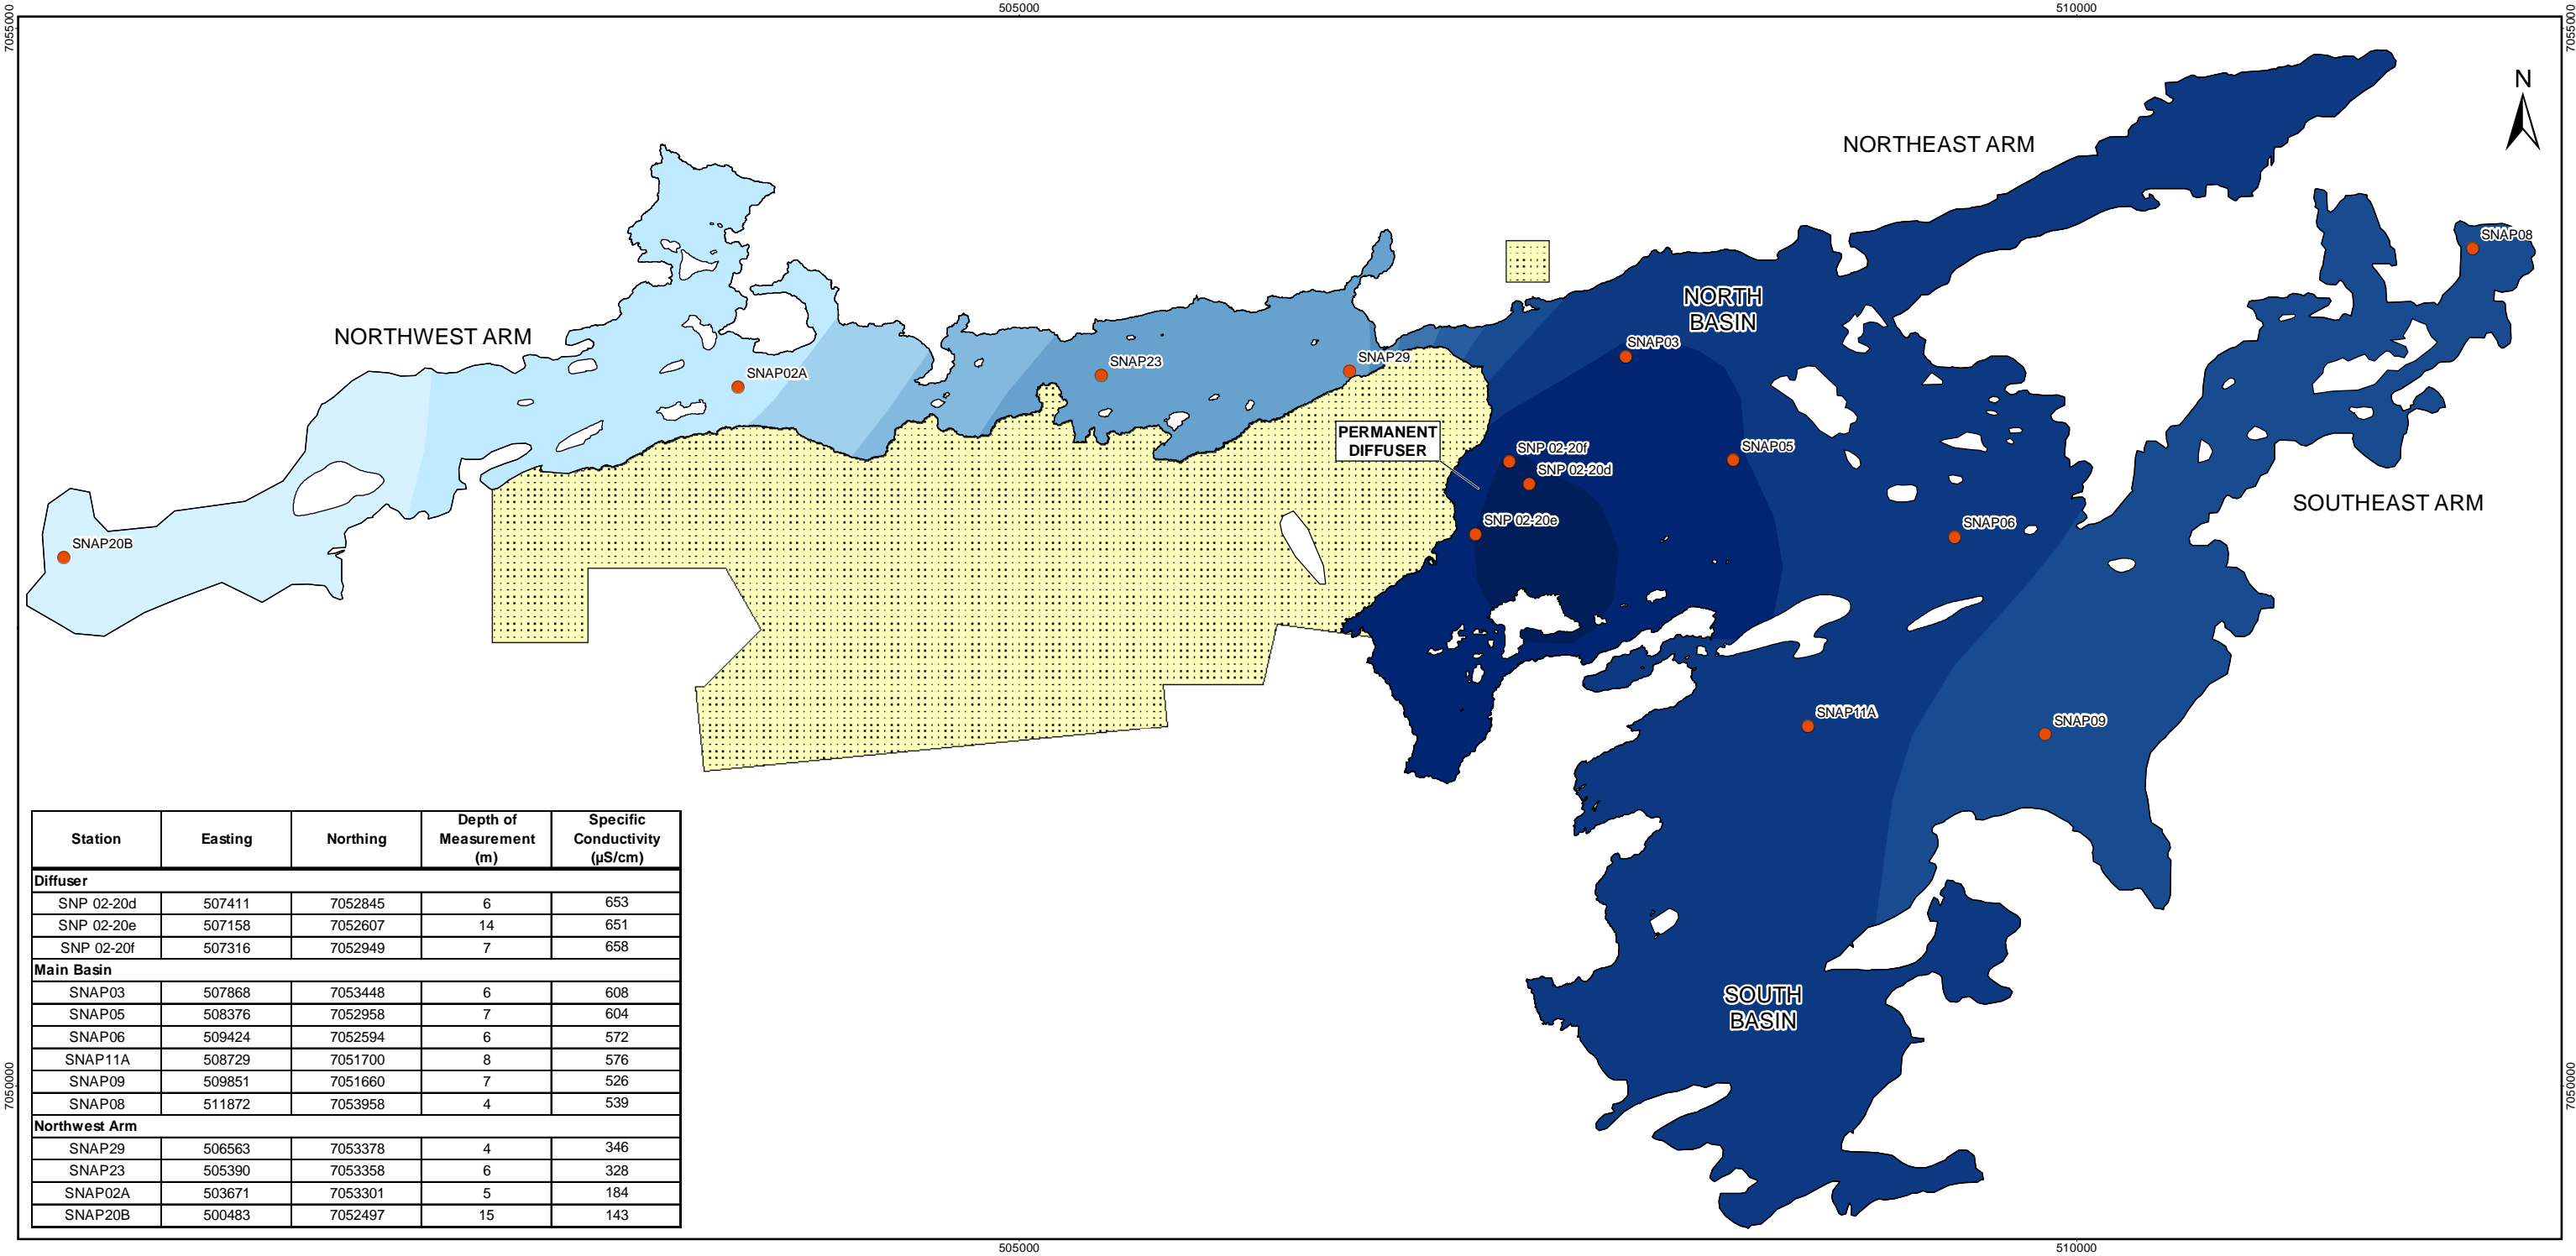 505000
510000
7055000
7055000
N
NORTHEAST ARM
SNAP08
NORTH
BASIN
NORTHWEST ARM
SNAP03
SNAP29
SNAP23
SNAP02A
PERMANENT
DIFFUSER
SNP 02-20f
SNAP05
SNP 02-20d
SOUTHEAST ARM
SNP 02-20e
SNAP06
SNAP20B
SNAP11A
SNAP09
SOUTH
BASIN
Station Easting Northing Depth of Measurement (m) Specific Conductivity (µS/cm)
Diffuser
SNP 02-20d 507411 7052845 6 653
SNP 02-20e 507158 7052607 14 651
SNP 02-20f 507316 7052949 7 658
Main Basin
SNAP03 507868 7053448 6 608
SNAP05 508376 7052958 7 604
SNAP06 509424 7052594 6 572
SNAP11A 508729 7051700 8 576
SNAP09 509851 7051660 7 526
SNAP08 511872 7053958 4 539
Northwest Arm
SNAP29 506563 7053378 4 346
SNAP23 505390 7053358 6 328
SNAP02A 503671 7053301 5 184
SNAP20B 500483 7052497 15 143
7050000
7050000
505000
510000